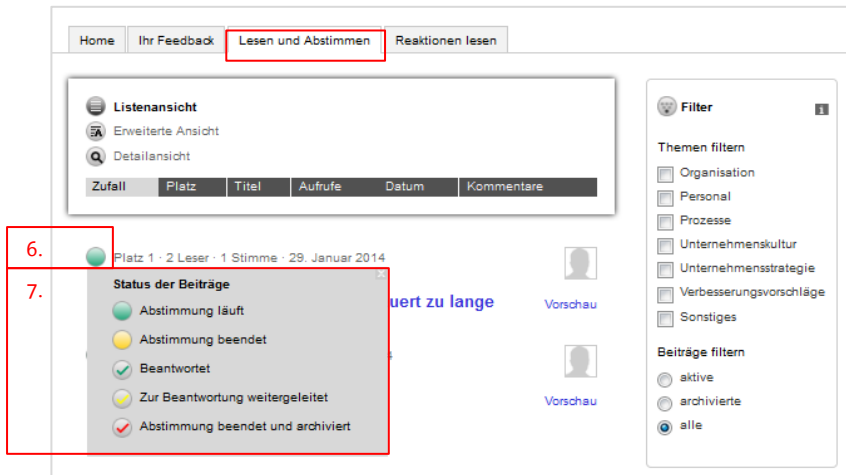 Home Ihr Feedback Lesen und Abstimmen Reaktionen lesen
Listenansicht
Erweiterte Ansicht
Detailansicht
Zufall Platz Titel Aufrufe Datum Kommentare
6.
Platz 1 · 2 Leser · 1 Stimme · 29. Januar 2014
7.
Status der Beiträge
uert zu lange
Vorschau
Abstimmung läuft
Abstimmung beendet
Beantwortet
Zur Beantwortung weitergeleitet
Vorschau
Abstimmung beendet und archiviert
Filter
i
Themen filtern
Organisation
Personal
Prozesse
Unternehmenskultur
Unternehmensstrategie
Verbesserungsvorschläge
Sonstiges
Beiträge filtern
aktive
archivierte
alle